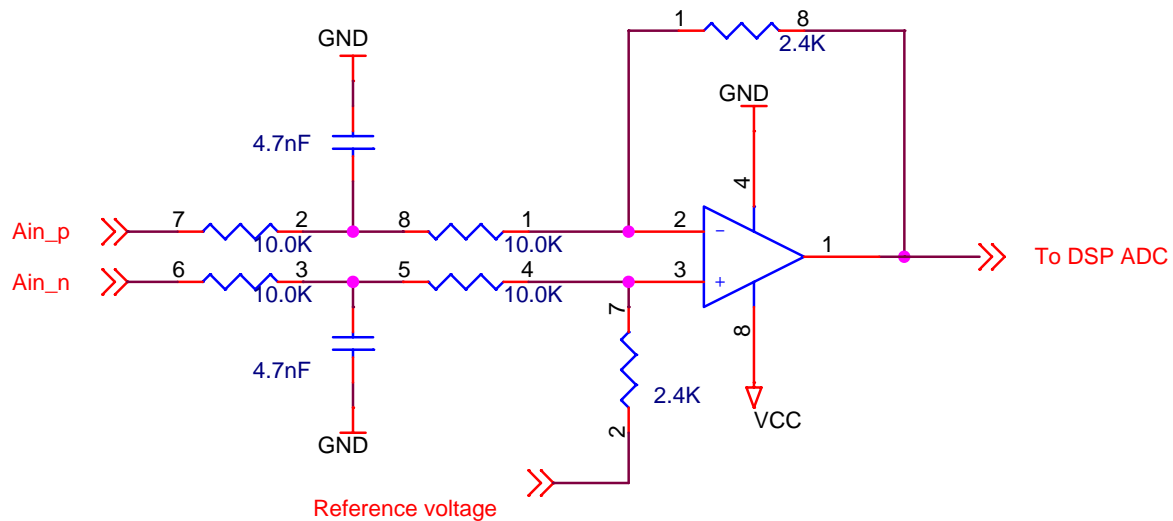 1 8
2.4K
GND
GND
4.7nF
4
7 2 8 1 2
Ain_p
10.0K 10.0K
−
1
To DSP ADC
6 3 5 4 3
Ain_n
+
10.0K 10.0K
7
8
4.7nF
2.4K
VCC
2
GND
Reference voltage